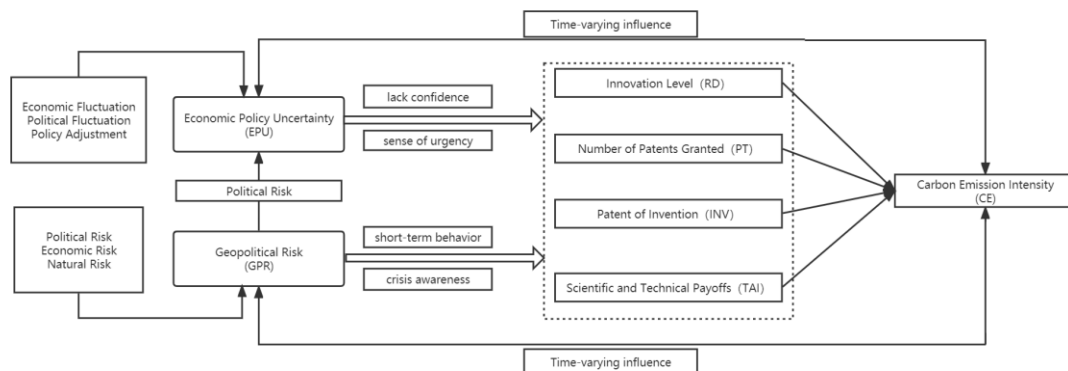 Time-varying influence
Economic Fluctuation
Political Fluctuation
Policy Adjustment
Economic Policy Uncertainty
(EPU)
lack confidence
sense of urgency
Innovation Level（RD）
Number of Patents Granted（PT）
Political Risk
Carbon Emission Intensity
(CE)
Patent of Invention（INV）
Political Risk
Economic Risk
Natural Risk
Geopolitical Risk
(GPR)
short-term behavior
crisis awareness
Scientific and Technical Payoffs（TAI）
Time-varying influence